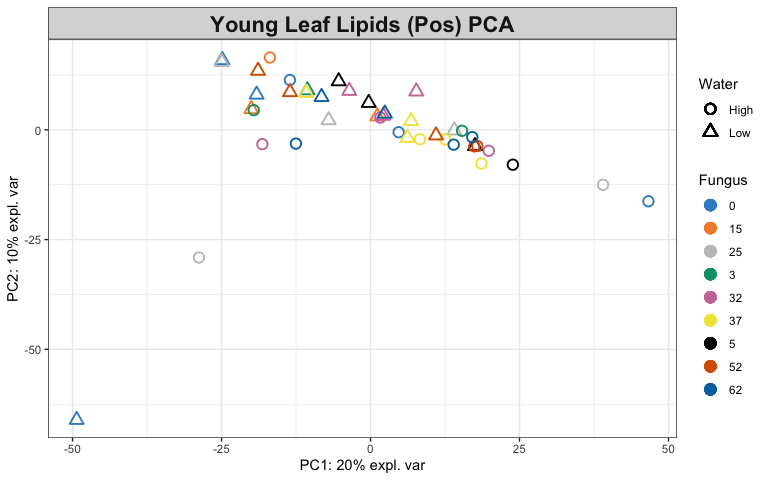 Young Leaf Lipids (Pos) PCA
0
-25
-50
PC2: 10% expl. var
-50
-25
0
25
50
PC1: 20% expl. var
Water
High
Low
Fungus
0
15
25
3
32
37
5
52
62